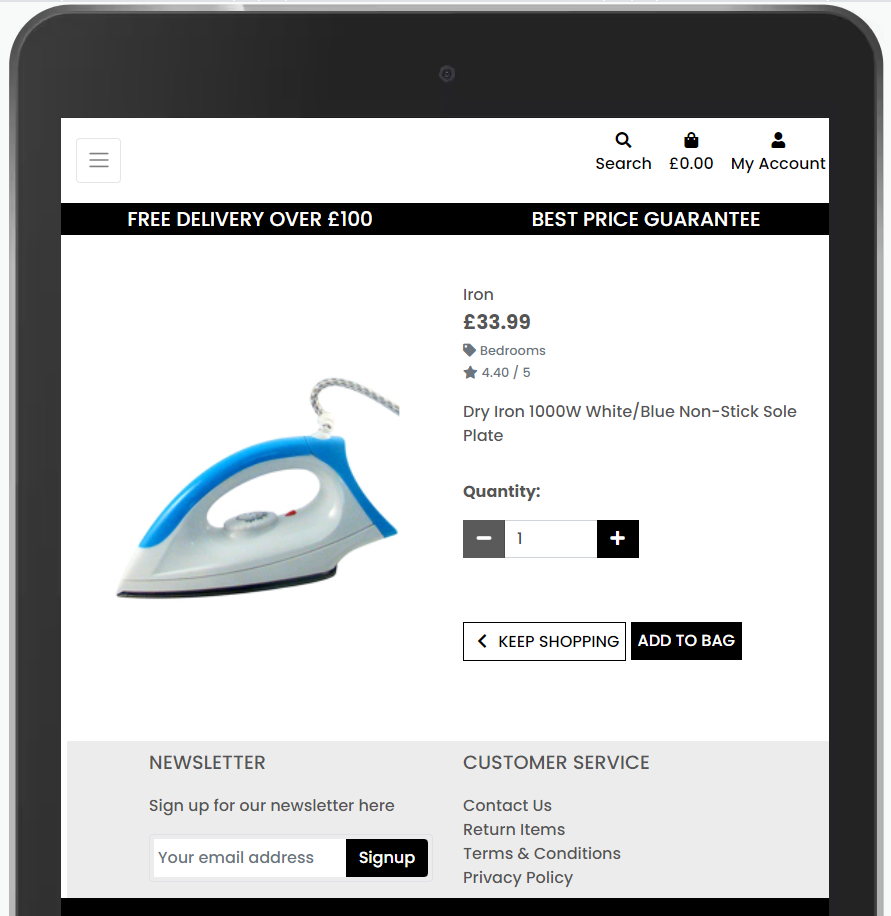 Search £0.00 My Account
FREE DELIVERY OVER £100 BEST PRICE GUARANTEE
Iron
£33.99
Bedrooms
4.40 / 5
Dry Iron 1000W White/Blue Non-Stick Sole
Plate
Quantity:
1
KEEP SHOPPING ADD TO BAG
NEWSLETTER
Sign up for our newsletter here
Your email address Signup
CUSTOMER SERVICE
Contact Us
Return Items
Terms & Conditions
Privacy Policy